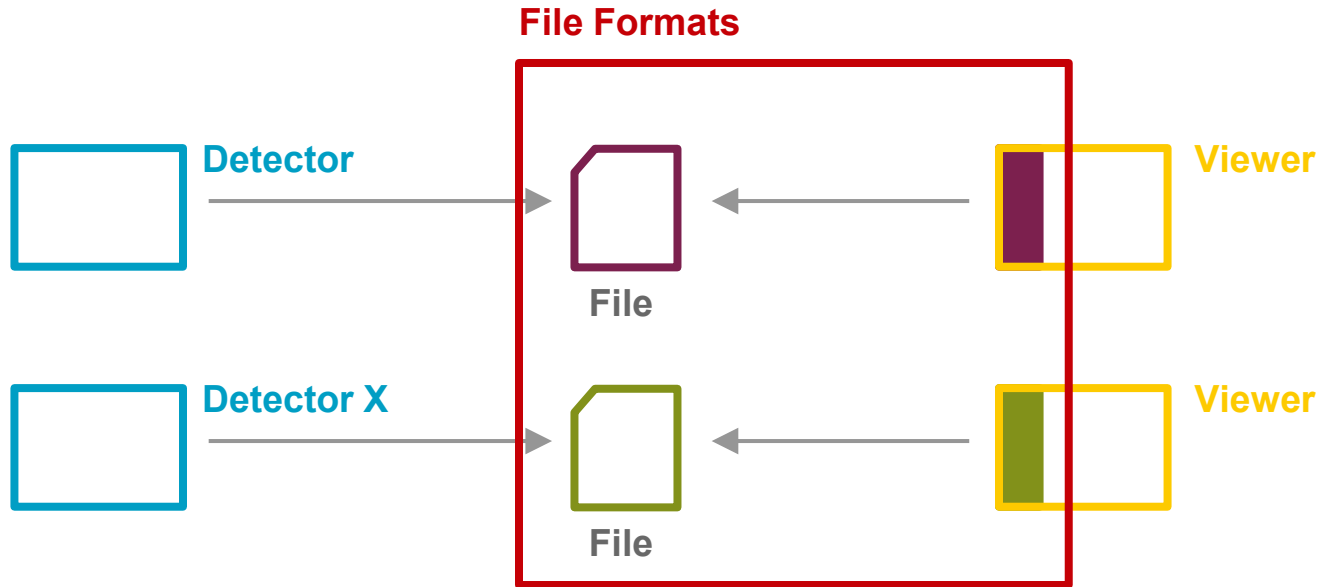 File Formats
Detector
Viewer
File
Detector X
Viewer
File